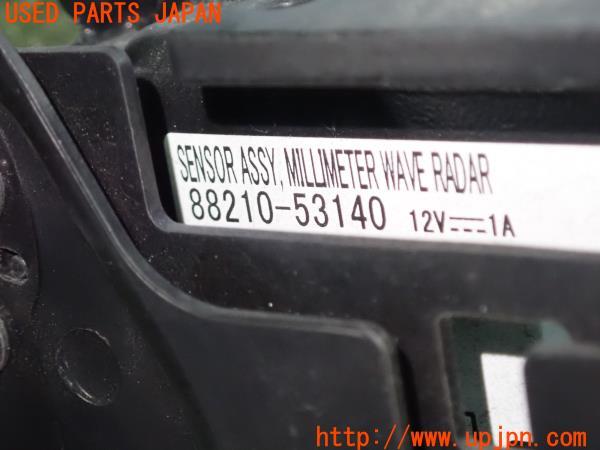 USED PARTS JAPAN
SENSOR ASSY, MILLIMETER WAVE RADAR
88210-53140 12V⎓1A
http://www.upjpn.com